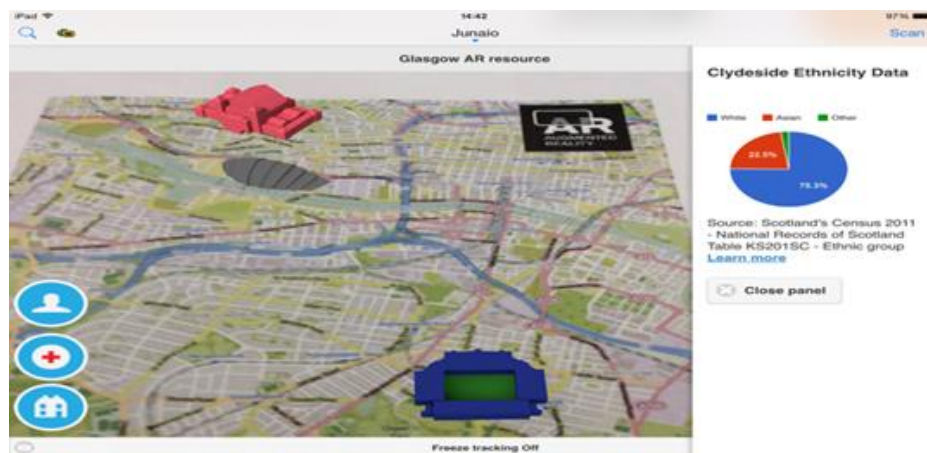 iPad
14:42
97%
Junaio
Scan
Glasgow AR resource
AR
AUGMENTED
REALITY
Freeze tracking Off
Clydeside Ethnicity Data
White Asian Other
22.5%
75.3%
Source: Scotland's Census 2011
- National Records of Scotland
Table KS201SC - Ethnic group
Learn more
Close panel